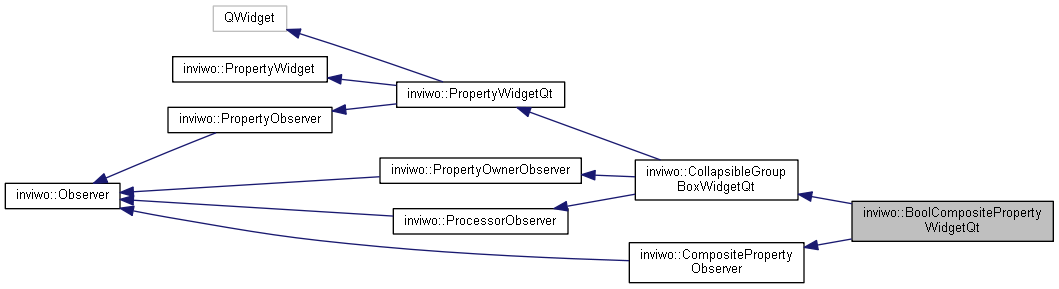 QWidget
inviwo::PropertyWidget
inviwo::PropertyWidgetQt
inviwo::PropertyObserver
inviwo::PropertyOwnerObserver
inviwo::CollapsibleGroup
BoxWidgetQt
inviwo::Observer
inviwo::ProcessorObserver
inviwo::BoolCompositeProperty
WidgetQt
inviwo::CompositeProperty
Observer